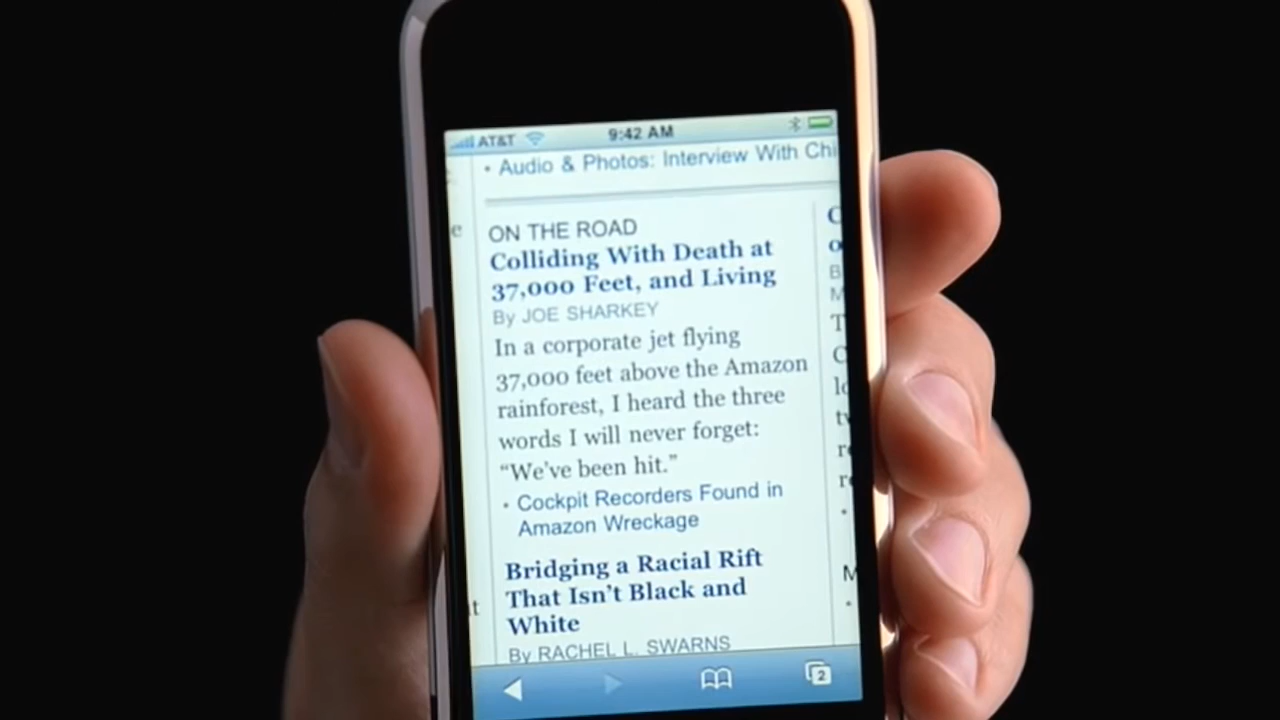 AT&T 9:42 AM
• Audio & Photos: Interview With Chi
ON THE ROAD
Colliding With Death at
37,000 Feet, and Living
By JOE SHARKEY
In a corporate jet flying
37,000 feet above the Amazon
rainforest, I heard the three
words I will never forget:
“We’ve been hit.”
• Cockpit Recorders Found in
Amazon Wreckage
Bridging a Racial Rift
That Isn’t Black and
White
By RACHEL L. SWARNS
2